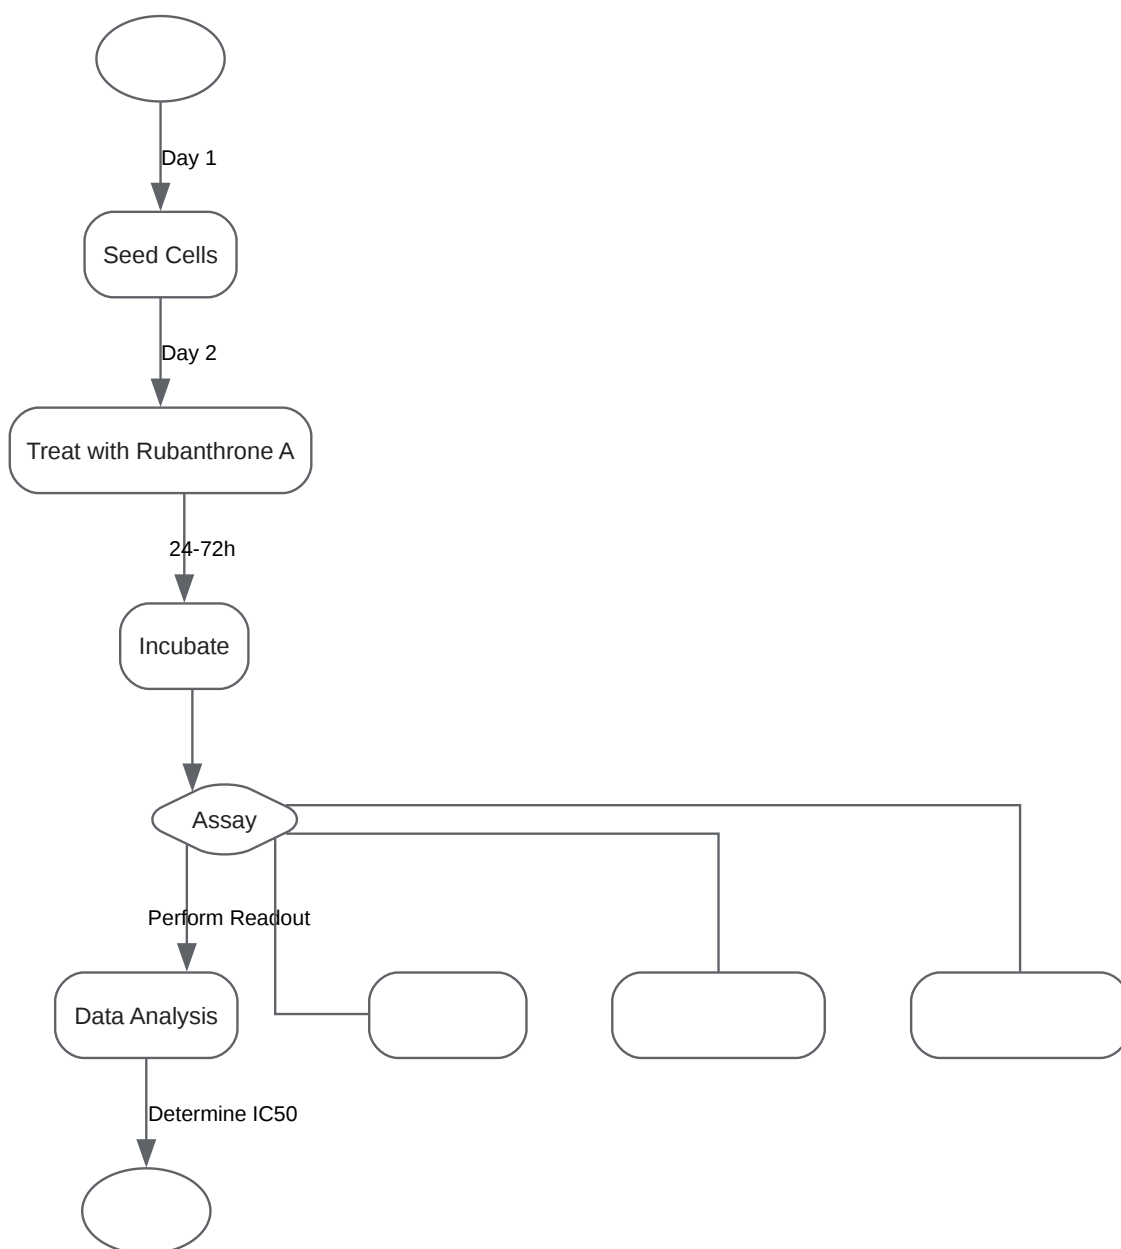 Day 1
Seed Cells
Day 2
Treat with Rubanthrone A
24-72h
Incubate
Assay
Perform Readout
Data Analysis
Determine IC50